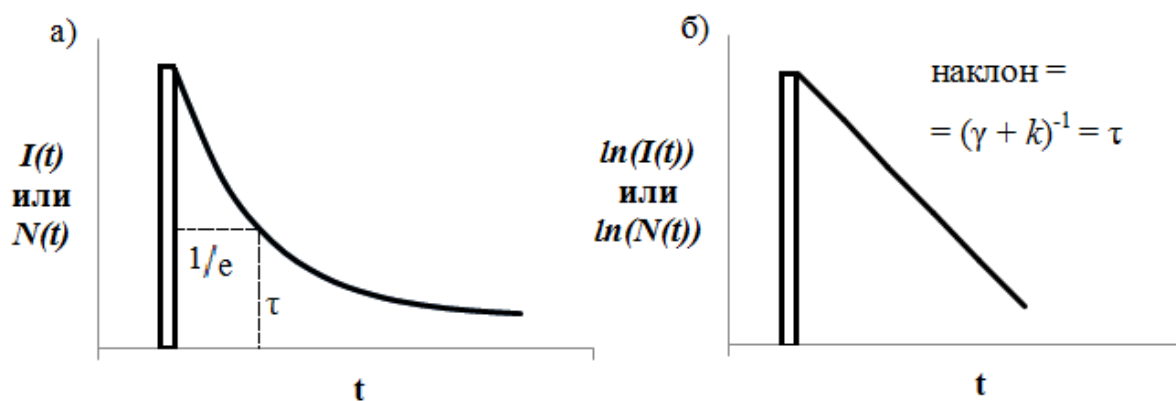 а)
I(t)
или
N(t)
1/e
τ
t
б)
ln(I(t))
или
ln(N(t))
наклон =
= (γ + k)⁻¹ = τ
t